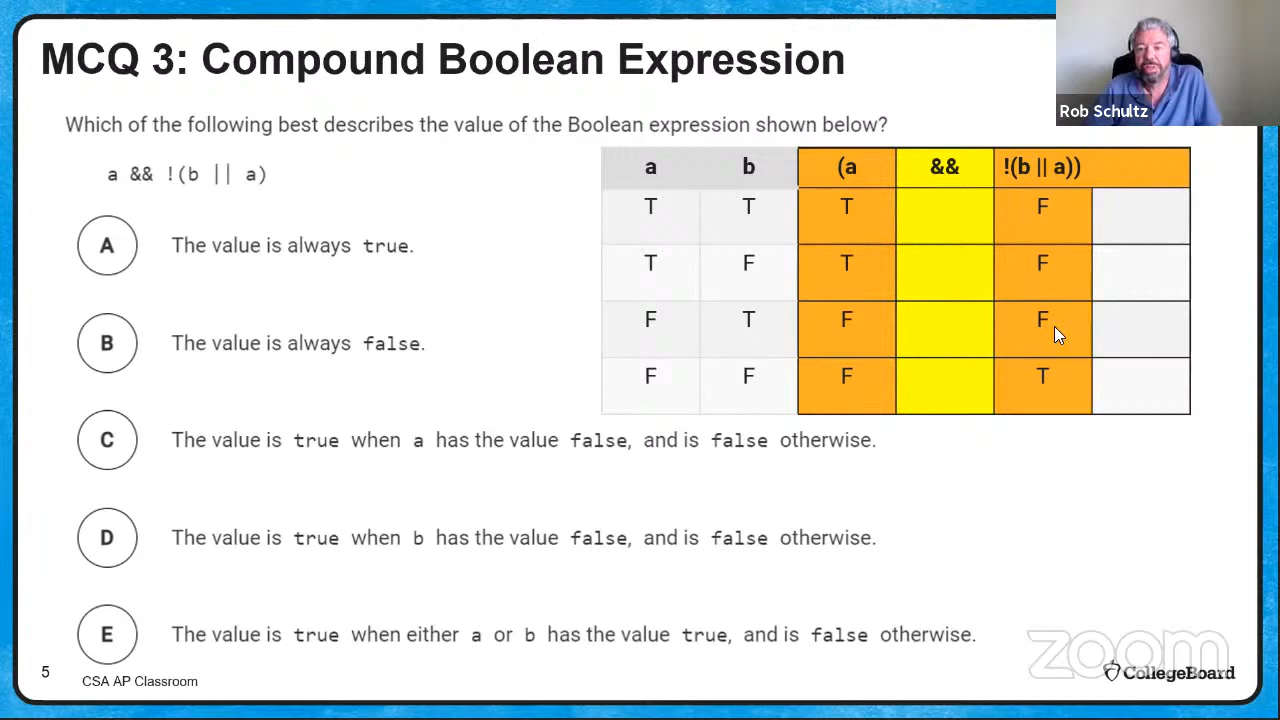 MCQ 3: Compound Boolean Expression
Rob Schultz
Which of the following best describes the value of the Boolean expression shown below?
a && !(b || a)
a b (a && !(b || a))
T T T F
T F T F
F T F F
F F F T
A The value is always true.
B The value is always false.
C The value is true when a has the value false, and is false otherwise.
D The value is true when b has the value false, and is false otherwise.
E The value is true when either a or b has the value true, and is false otherwise.
zoom
CollegeBoard
5
CSA AP Classroom